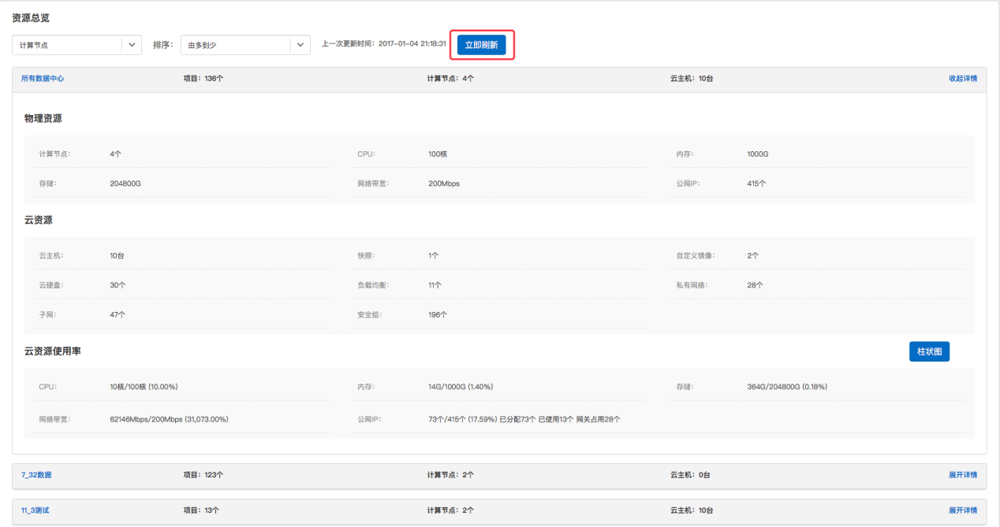 资源总览
计算节点 排序： 由多到少 上一次更新时间：2017-01-04 21:18:31 立即刷新
所有数据中心 项目：136个 计算节点：4个 云主机：10台 收起详情
物理资源
计算节点： 4个 CPU： 100核 内存： 1000G
存储： 204800G 网络带宽： 200Mbps 公网IP： 415个
云资源
云主机： 10台 快照： 1个 自定义镜像： 2个
云硬盘： 30个 负载均衡： 11个 私有网络： 28个
子网： 47个 安全组： 196个
云资源使用率 柱状图
CPU： 10核/100核 (10.00%) 内存： 14G/1000G (1.40%) 存储： 364G/204800G (0.18%)
网络带宽： 62146Mbps/200Mbps (31,073.00%) 公网IP： 73个/415个 (17.59%) 已分配73个 已使用13个 网关占用28个
7_32数据 项目：123个 计算节点：2个 云主机：0台 展开详情
11_3测试 项目：13个 计算节点：2个 云主机：10台 展开详情